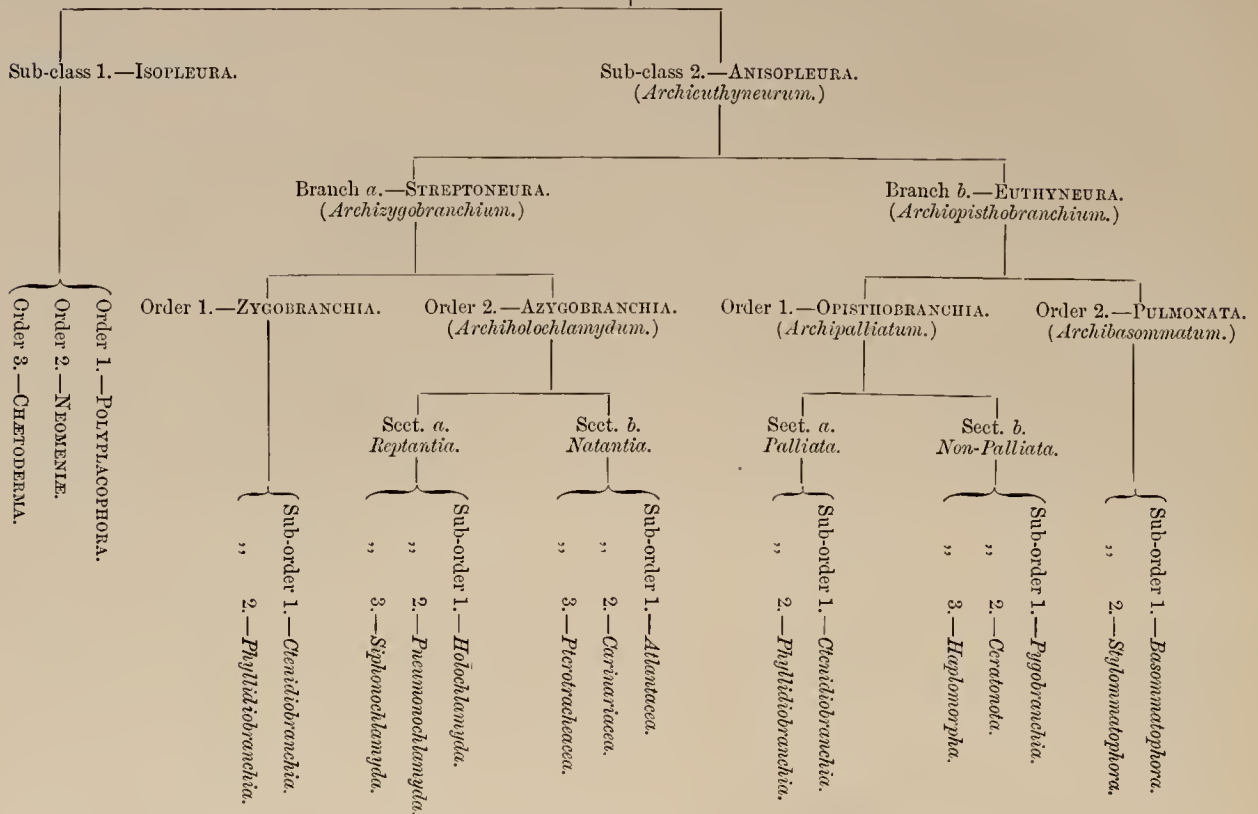 Sub-class 1.—ISOPLEURA.
Sub-class 2.—ANISOPLEURA.
(Archieuthyneurum.)
Branch a.—STREPTONEURA.
(Archizygobranchium.)
Branch b.—EUTHYNEURA.
(Archiopisthobranchium.)
Order 1.—POLYPLACOPHORA.
Order 2.—NEOMENIÆ.
Order 3.—CHÆTODERMA.
Order 1.—ZYGOBRANCHIA.
Order 2.—AZYGOBRANCHIA.
(Archiholochlamydum.)
Order 1.—OPISTHOBRANCHIA.
(Archipalliatum.)
Order 2.—PULMONATA.
(Archibasommatum.)
Sect. a.
Reptantia.
Sect. b.
Natantia.
Sect. a.
Palliata.
Sect. b.
Non-Palliata.
Sub-order 1.—Ctenidiobranchia.
,, 2.—Phyllidiobranchia.
Sub-order 1.—Holochlamyda.
,, 2.—Pneumonochlamyda.
,, 3.—Siphonochlamyda.
Sub-order 1.—Atlantacea.
,, 2.—Carinariacea.
,, 3.—Pterotracheacea.
Sub-order 1.—Ctenidiobranchia.
,, 2.—Phyllidiobranchia.
Sub-order 1.—Pygobranchia.
,, 2.—Ceratonota.
,, 3.—Haplomorpha.
Sub-order 1.—Basommatophora.
,, 2.—Stylommatophora.